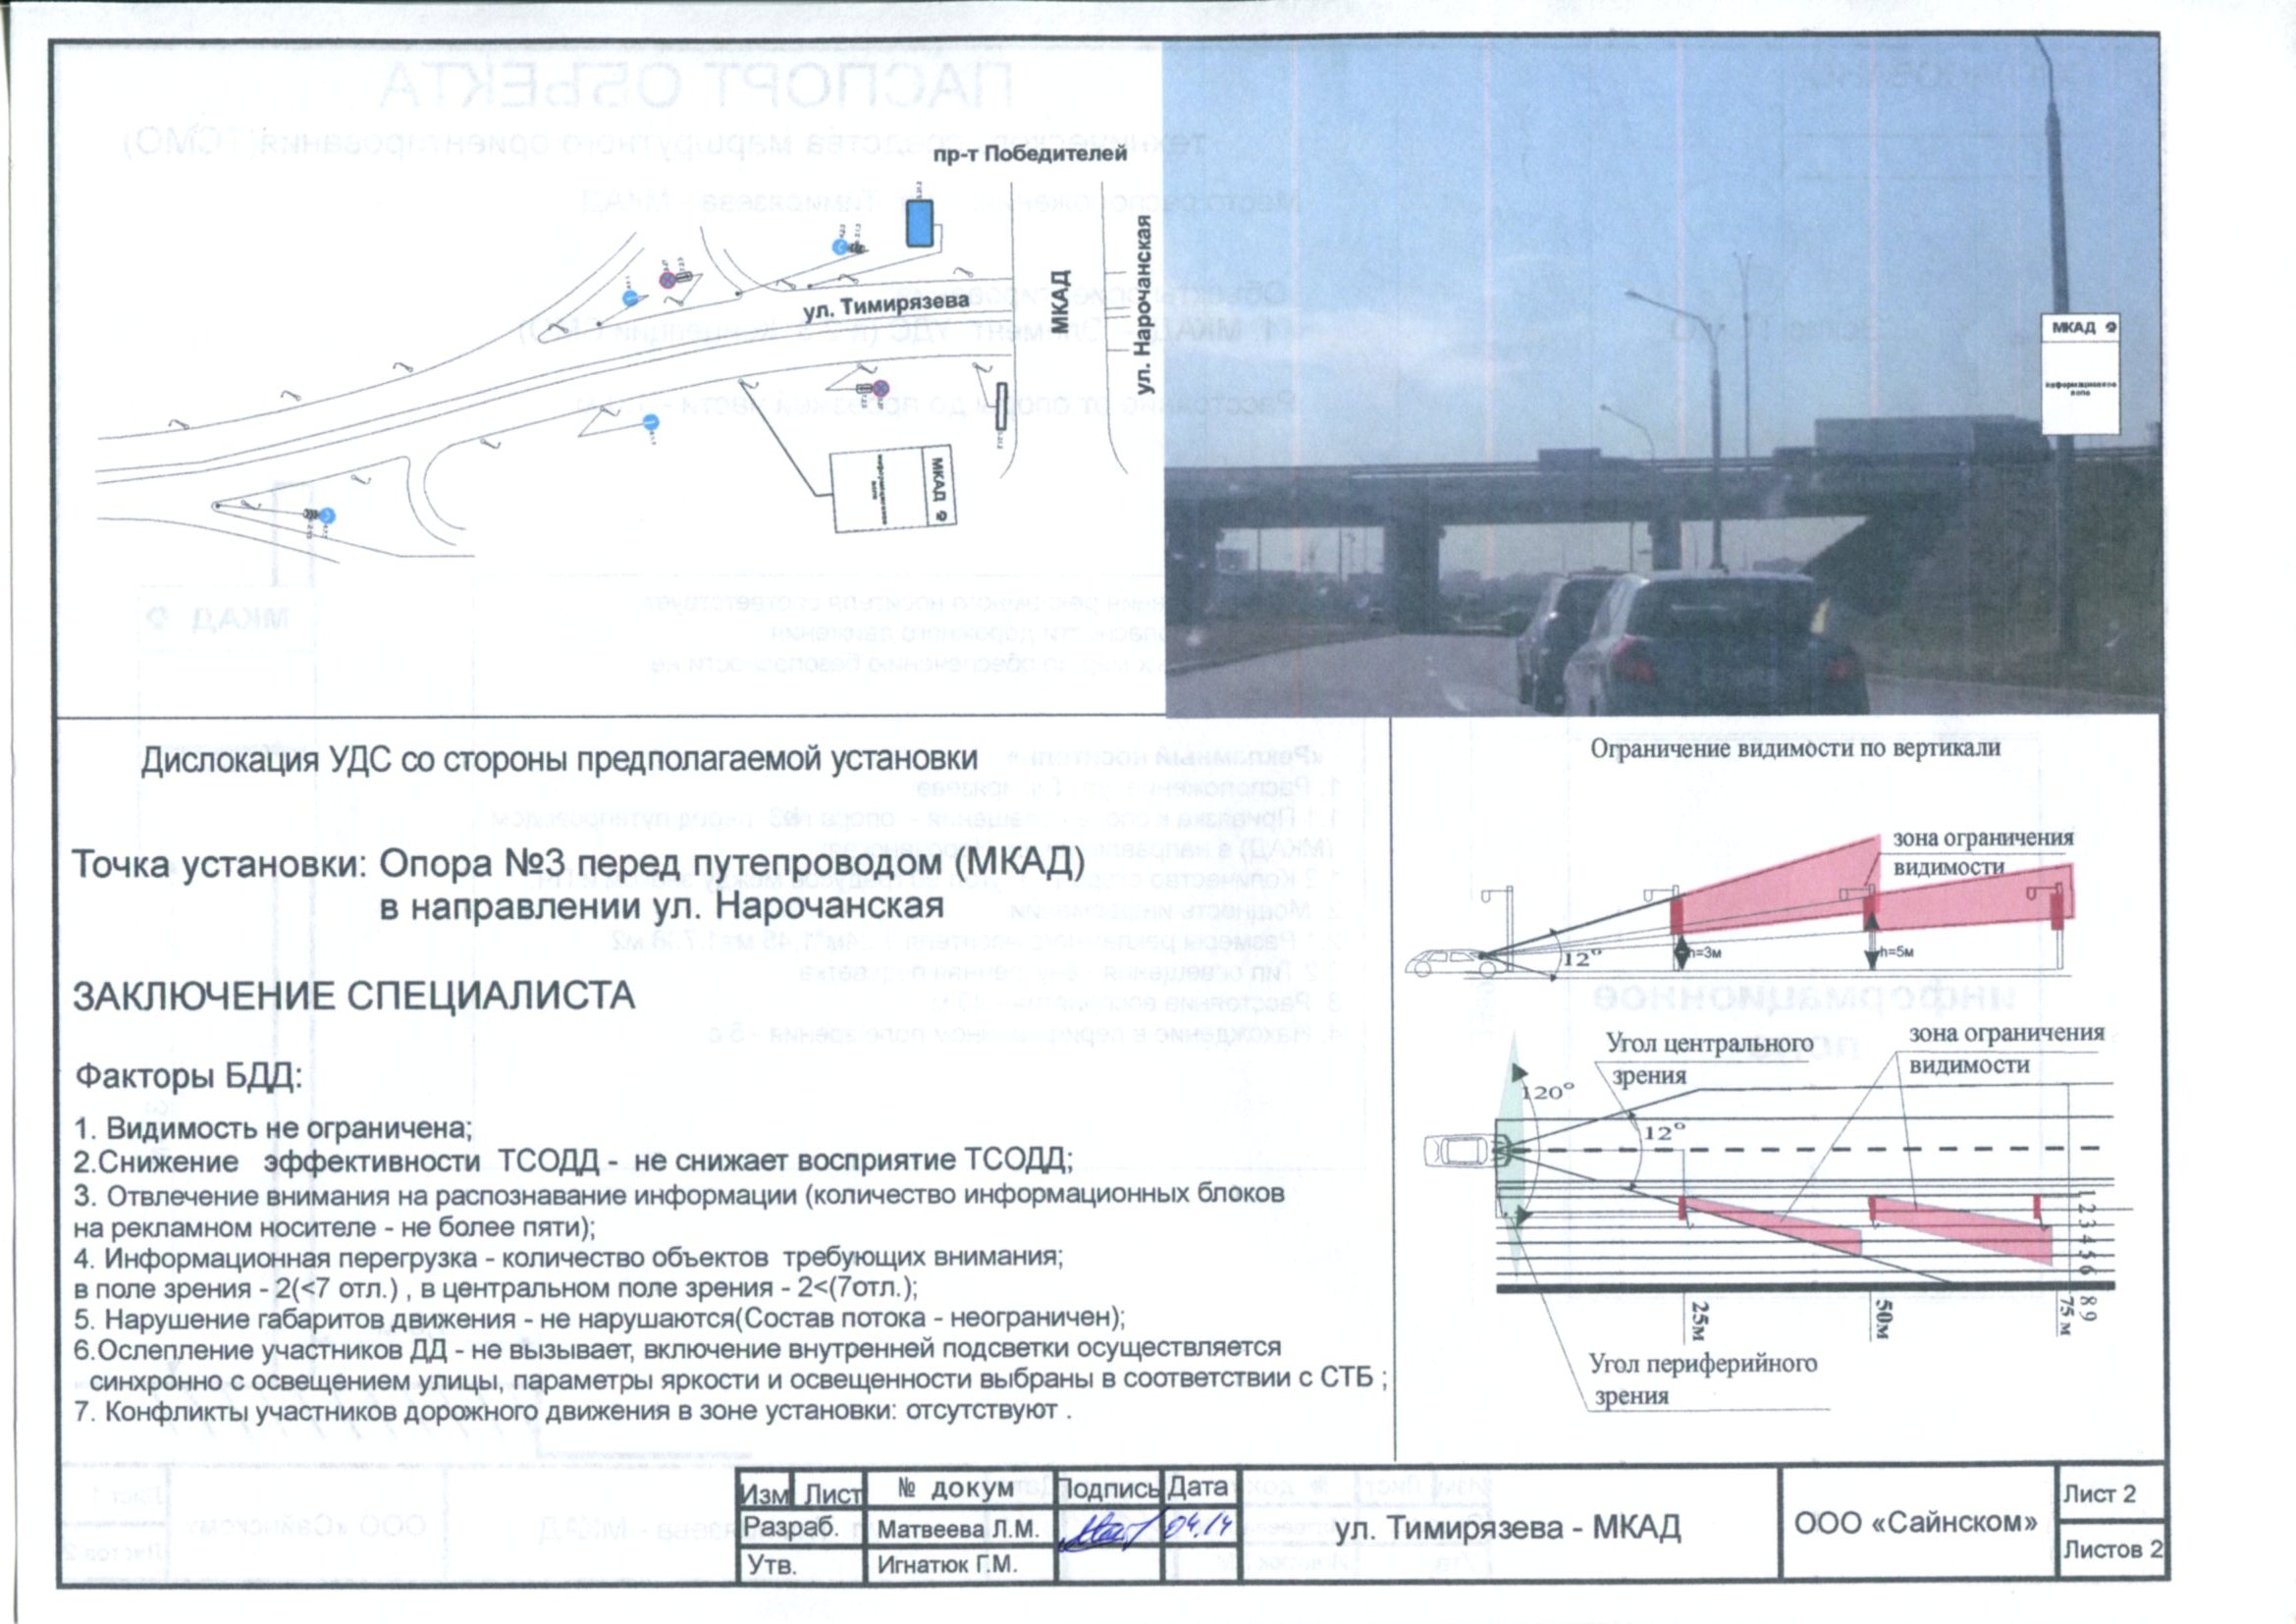 пр-т Победителей
ул. Тимирязева
МКАД
ул. Нарочанская
МКАД
информационное
поле
МКАД
информационное
поле
Дислокация УДС со стороны предполагаемой установки
Точка установки: Опора №3 перед путепроводом (МКАД)
в направлении ул. Нарочанская
ЗАКЛЮЧЕНИЕ СПЕЦИАЛИСТА
Факторы БДД:
1. Видимость не ограничена;
2.Снижение эффективности ТСОДД - не снижает восприятие ТСОДД;
3. Отвлечение внимания на распознавание информации (количество информационных блоков
на рекламном носителе - не более пяти);
4. Информационная перегрузка - количество объектов требующих внимания;
в поле зрения - 2(<7 отл.) , в центральном поле зрения - 2<(7отл.);
5. Нарушение габаритов движения - не нарушаются(Состав потока - неограничен);
6.Ослепление участников ДД - не вызывает, включение внутренней подсветки осуществляется
синхронно с освещением улицы, параметры яркости и освещенности выбраны в соответствии с СТБ ;
7. Конфликты участников дорожного движения в зоне установки: отсутствуют .
Ограничение видимости по вертикали
зона ограничения
видимости
12°
h=3м
h=5м
Угол центрального
зрения
зона ограничения
видимости
120°
12°
1 2 3 4 5 6 8 9
25м
50м
75 м
Угол периферийного
зрения
Изм Лист № докум Подпись Дата
Разраб. Матвеева Л.М. 04.14
Утв. Игнатюк Г.М.
ул. Тимирязева - МКАД
ООО «Сайнском»
Лист 2
Листов 2